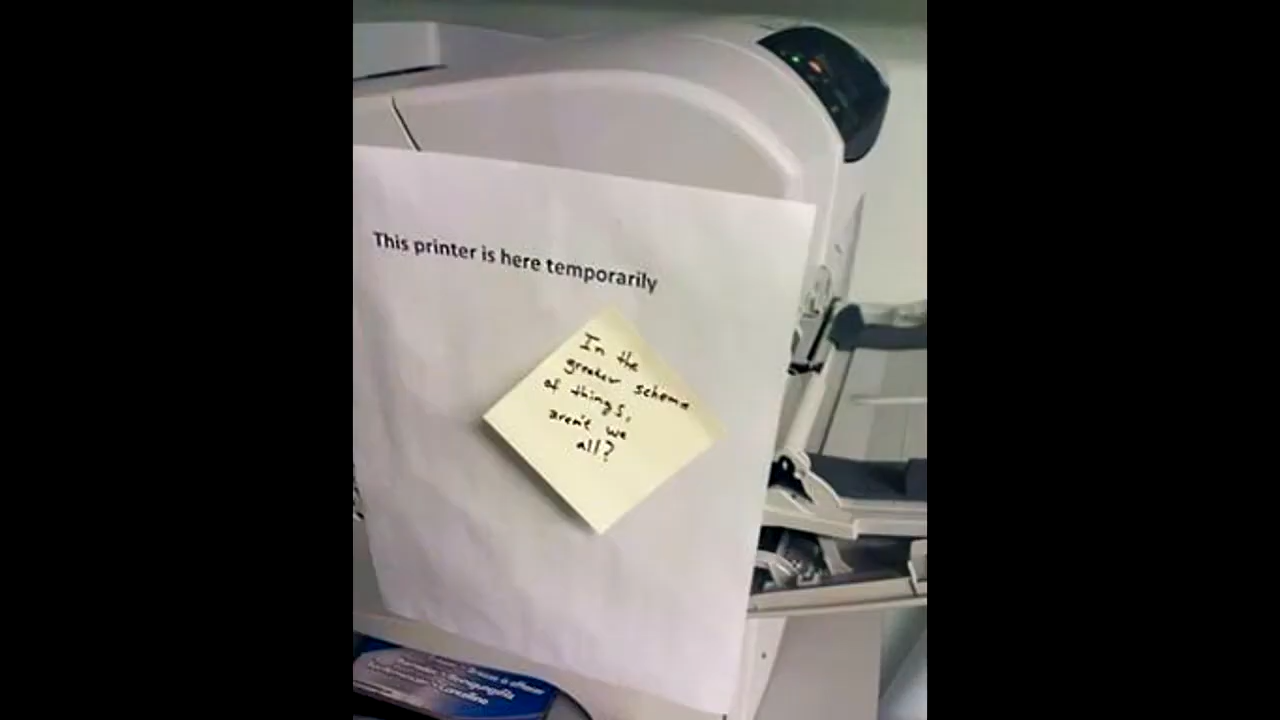 This printer is here temporarily
In the
greater scheme
of things,
aren't we
all?